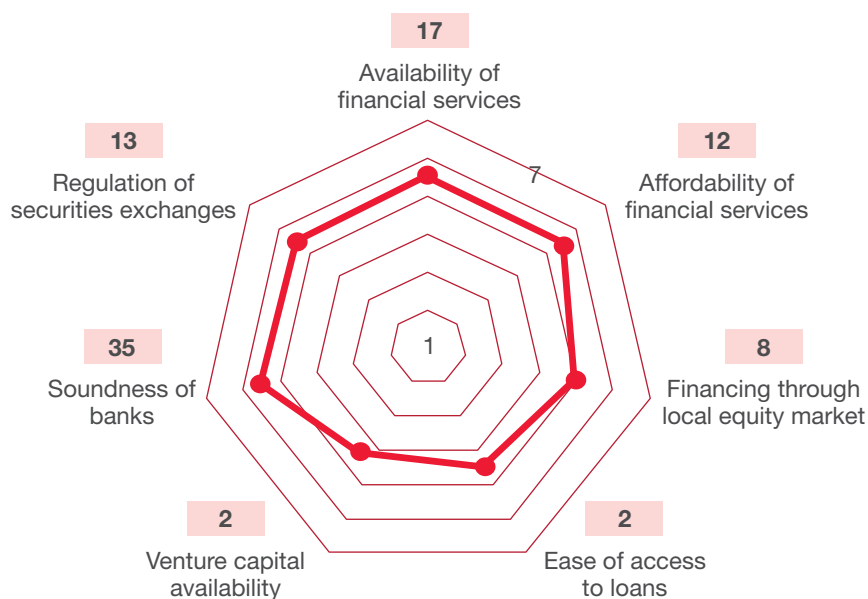 17
Availability of
financial services
13
Regulation of
securities exchanges
7
12
Affordability of
financial services
1
35
Soundness of
banks
8
Financing through
local equity market
2
Venture capital
availability
2
Ease of access
to loans